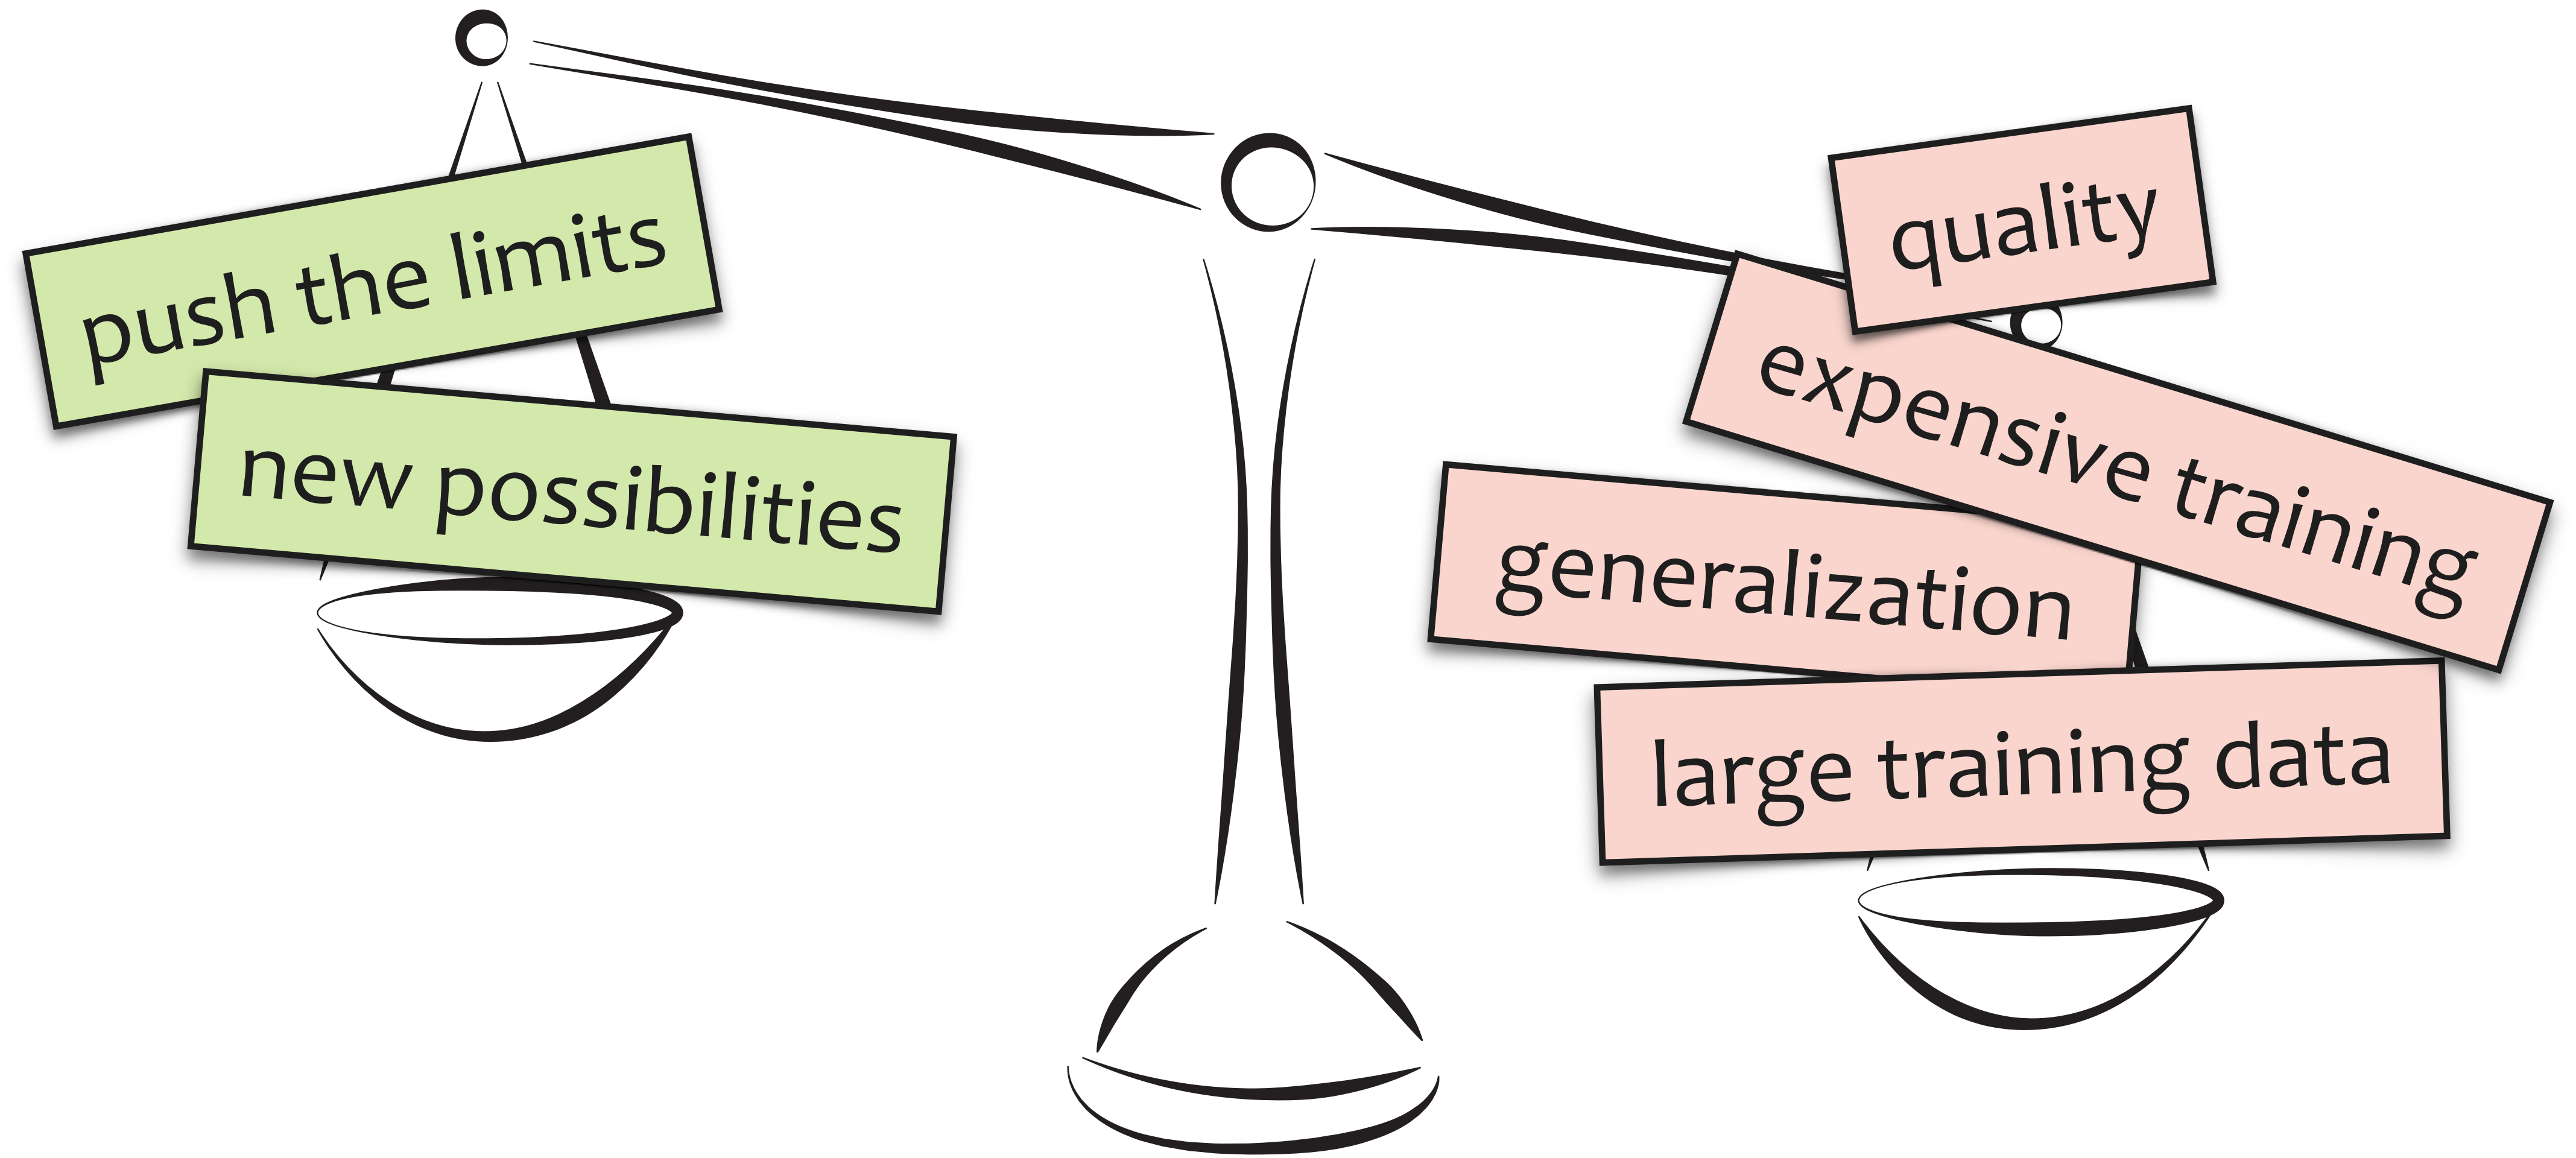 push the limits
new possibilities
quality
expensive training
generalization
large training data